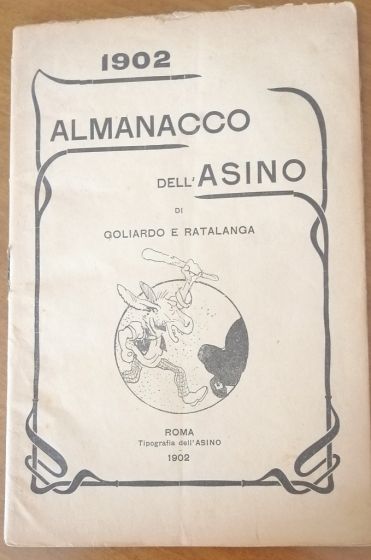 1902
ALMANACCO
DELL'ASINO
DI
GOLIARDO E RATALANGA
ROMA
Tipografia dell'ASINO
1902